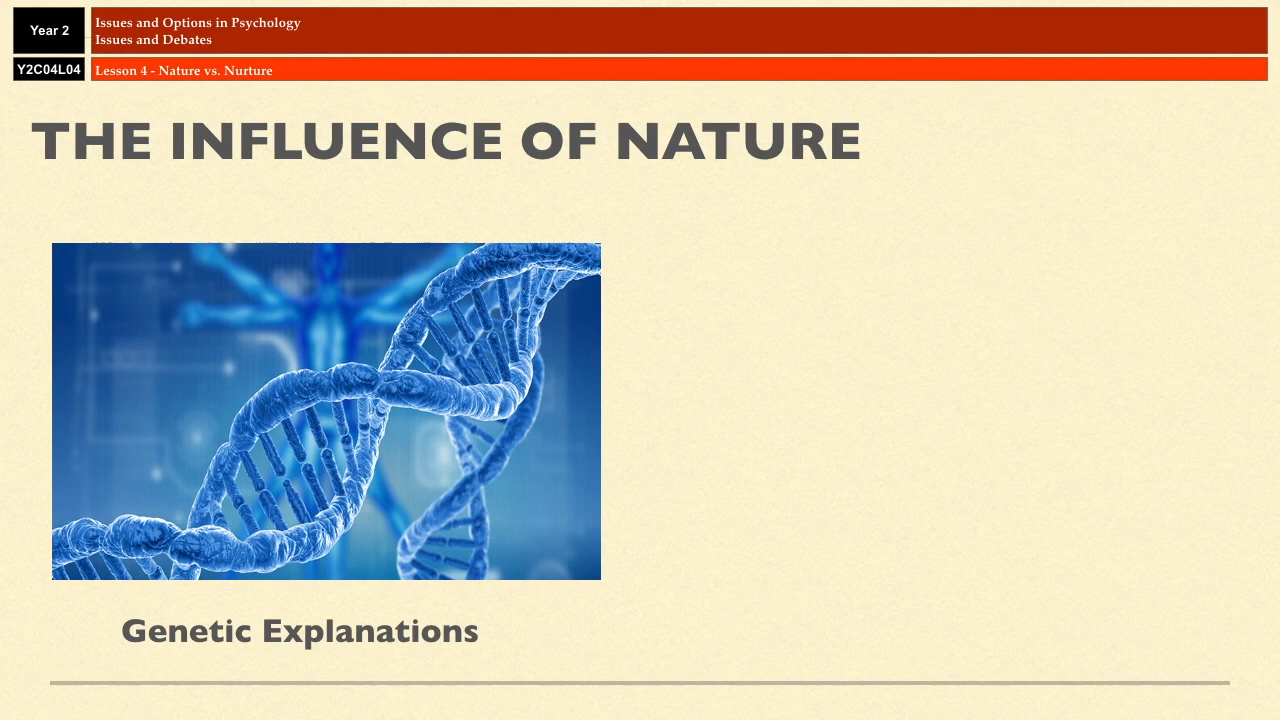 Year 2
Issues and Options in Psychology
Issues and Debates
Y2C04L04
Lesson 4 - Nature vs. Nurture
THE INFLUENCE OF NATURE
Genetic Explanations